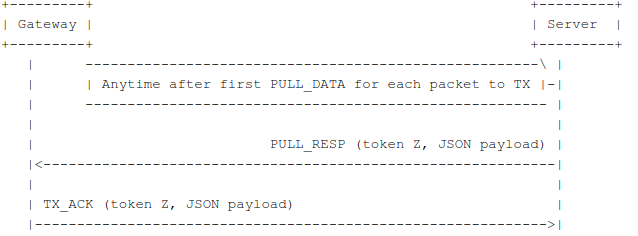 Gateway Server
Anytime after first PULL_DATA for each packet to TX
PULL_RESP (token Z, JSON payload)
TX_ACK (token Z, JSON payload)